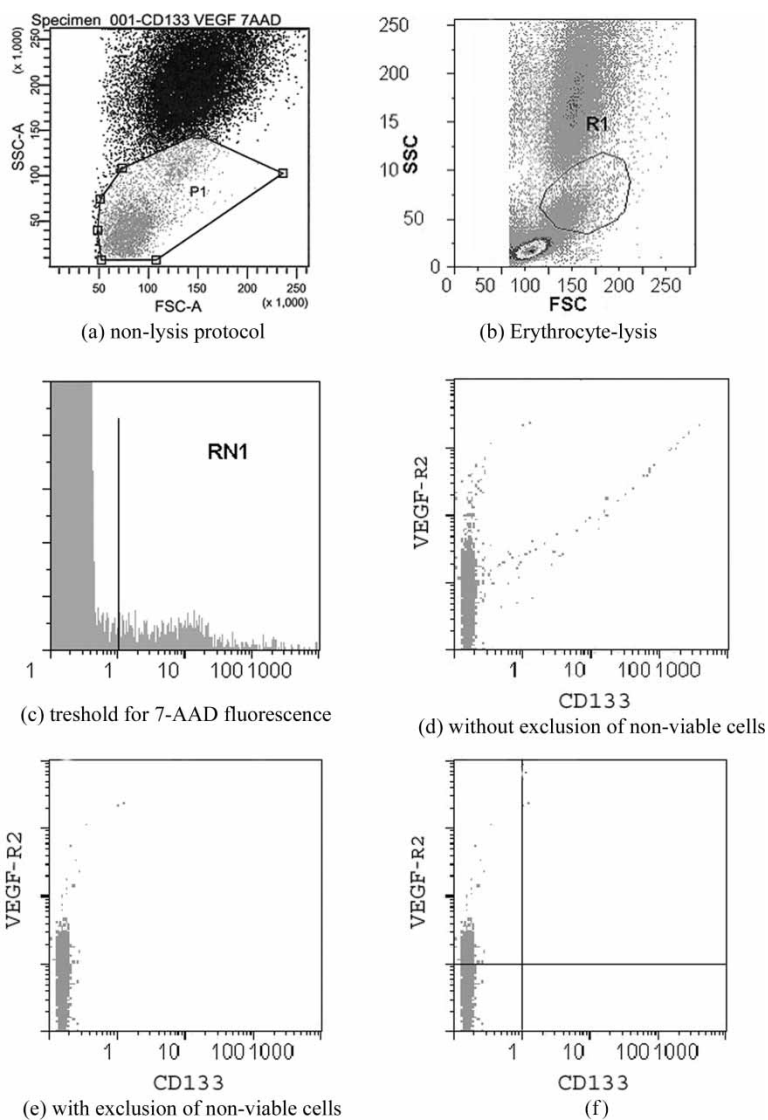 Specimen 001-CD133 VEGF 7AAD
(x 1,000)
SSC-A
250
200
150
100
50
P1
50 100 150 200 250
FSC-A
(x 1,000)
(a) non-lysis protocol
SSC
250
200
150
100
50
0
R1
0 50 100 150 200 250
FSC
(b) Erythrocyte-lysis
RN1
1 1 10 100 1000
(c) treshold for 7-AAD fluorescence
VEGF-R2
1 10 100 1000
CD133
(d) without exclusion of non-viable cells
VEGF-R2
1 10 100 1000
CD133
(e) with exclusion of non-viable cells
VEGF-R2
1 10 100 1000
CD133
(f)